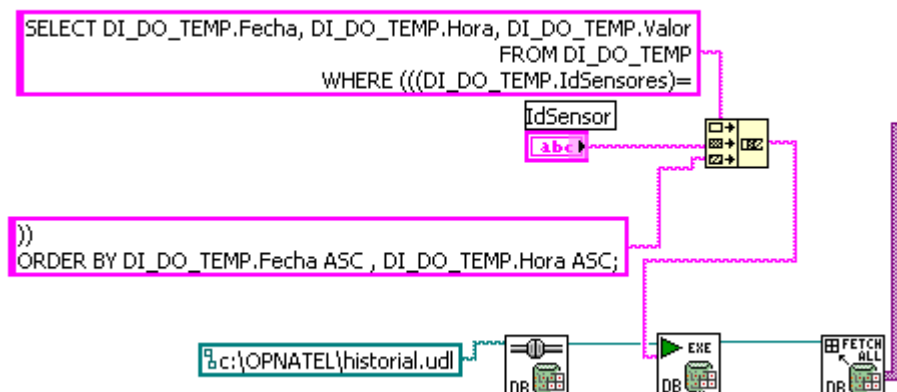 SELECT DI_DO_TEMP.Fecha, DI_DO_TEMP.Hora, DI_DO_TEMP.Valor
FROM DI_DO_TEMP
WHERE (((DI_DO_TEMP.IdSensores)=
IdSensor
abc
))
ORDER BY DI_DO_TEMP.Fecha ASC , DI_DO_TEMP.Hora ASC;
c:\OPNATEL\historial.udl
EXE
FETCH
ALL
DB
DB
DB